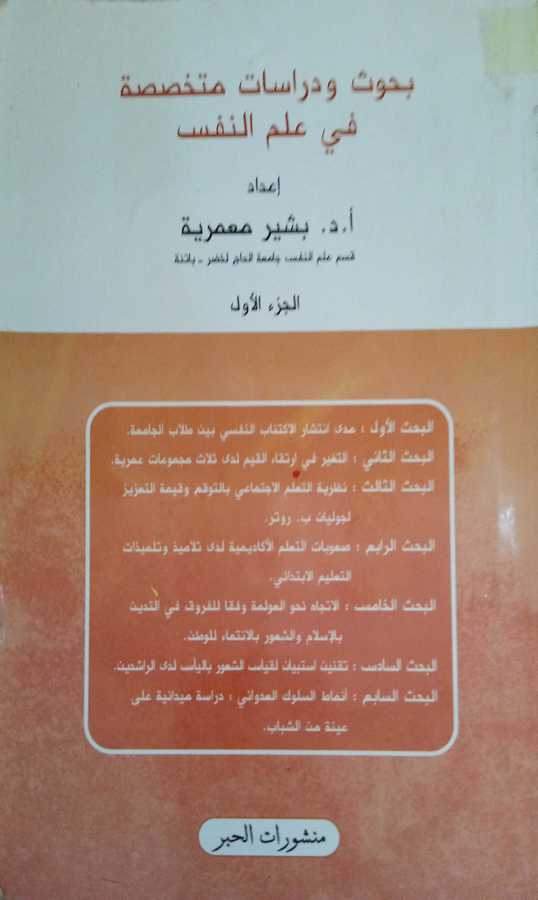 بحوث ودراسات متخصصة
في علم النفس
إعداد
أ.د. بشير معمرية
قسم علم النفس جامعة الحاج لخضر - باتنة
الجزء الأول
البحث الأول : مدى انتشار الاكتئاب النفسي بين طلاب الجامعة.
البحث الثاني : التغير في ارتقاء القيم لدى ثلاث مجموعات عمرية.
البحث الثالث : نظرية التعلم الاجتماعي بالتوقع وقيمة التعزيز
لجوليان ب. روتر.
البحث الرابع : صعوبات التعلم الأكاديمية لدى تلاميذ وتلميذات
التعليم الابتدائي.
البحث الخامس : الاتجاه نحو العولمة وفقا للفروق في التدين
بالإسلام والشعور بالانتماء للوطن.
البحث السادس : تقنين استبيان لقياس الشعور باليأس لدى الراشدين.
البحث السابع : أنماط السلوك العدواني ، دراسة ميدانية على
عينة من الشباب.
منشورات الحبر